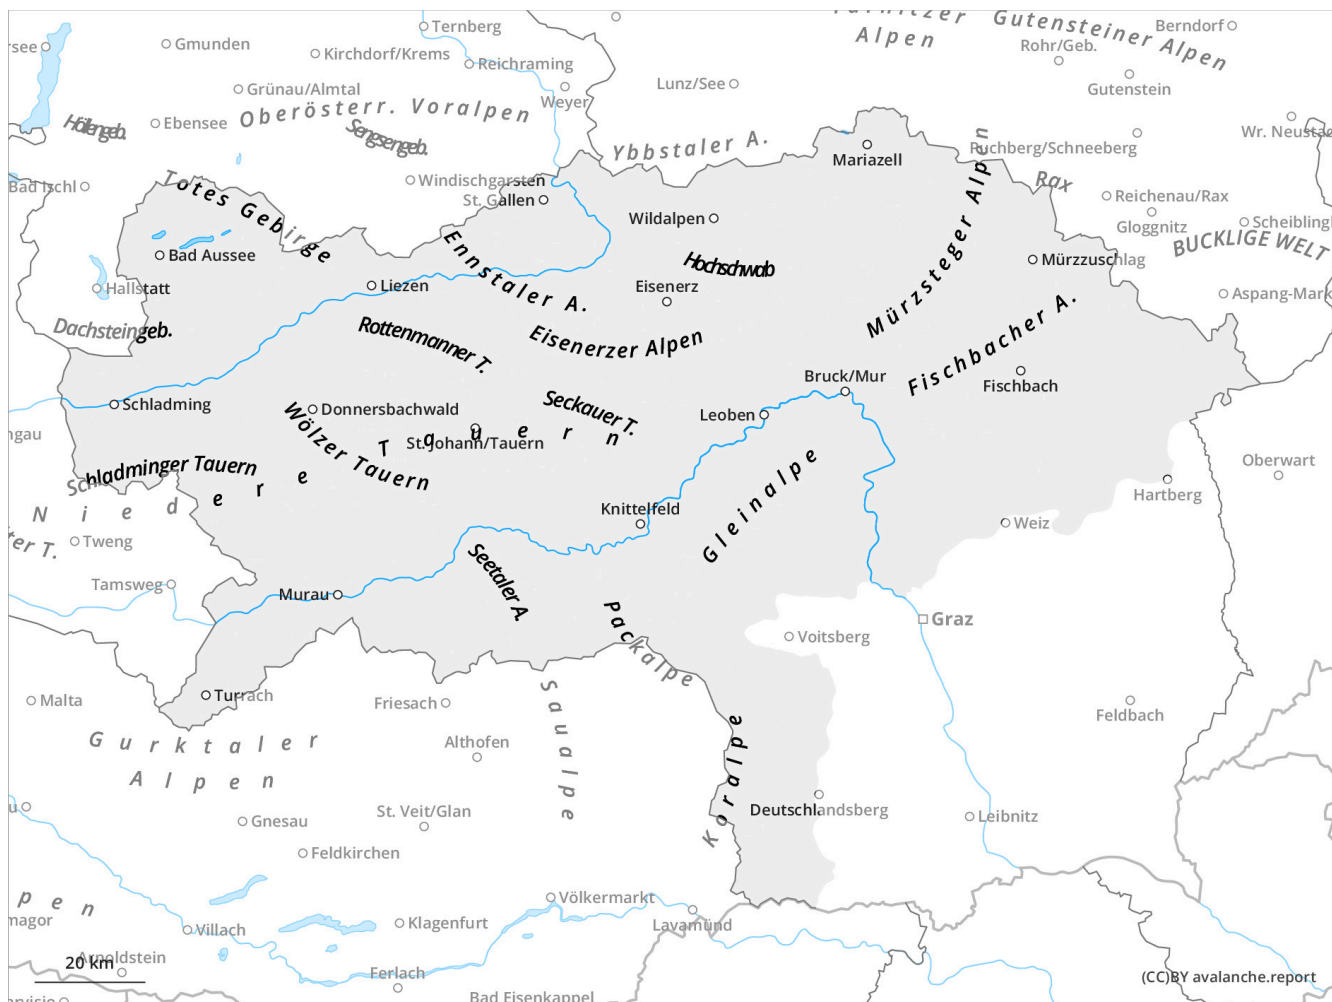 Ternberg
Gutensteiner Alpen
Alpen
Berndorf
Gmunden
Kirchdorf/Krems
Reichraming
Rohr/Geb.
Lunz/See
Weyer
Grünau/Almtal
Gutenstein
Oberösterr. Voralpen
Höllengeb.
Ebensee
Sengsengeb.
Ybbstaler A.
Mariazell
Puchberg/Schneeberg
Bad Ischl
Totes Gebirge
Windischgarsten
St. Gallen
Rax
Reichenau/Rax
Gloggnitz
Wildalpen
BUCKLIGE WELT
Bad Aussee
Ennstaler A.
Hochschwab
Mürzsteger Alpen
Mürzzuschlag
Hallstatt
Liezen
Eisenerz
Dachsteingeb.
Rottenmanner T.
Eisenerzer Alpen
Fischbacher A.
Bruck/Mur
Fischbach
Schladming
Donnersbachwald
Seckauer T.
Leoben
St. Johann/Tauern
Wölzer Tauern
Schladminger Tauern
Niedere Tauern
Gleinalpe
Oberwart
Hartberg
Knittelfeld
Weiz
Tweng
Seetaler A.
Tamsweg
Murau
Packalpe
Graz
Voitsberg
Turrach
Malta
Friesach
Saualpe
Feldbach
Gurktaler
Alpen
Althofen
Koralpe
Deutschlandsberg
St. Veit/Glan
Gnesau
Leibnitz
Feldkirchen
Völkermarkt
Klagenfurt
Lavamünd
Villach
Arnoldstein
20 km
Ferlach
Bad Eisenkappel
(CC)BY avalanche.report